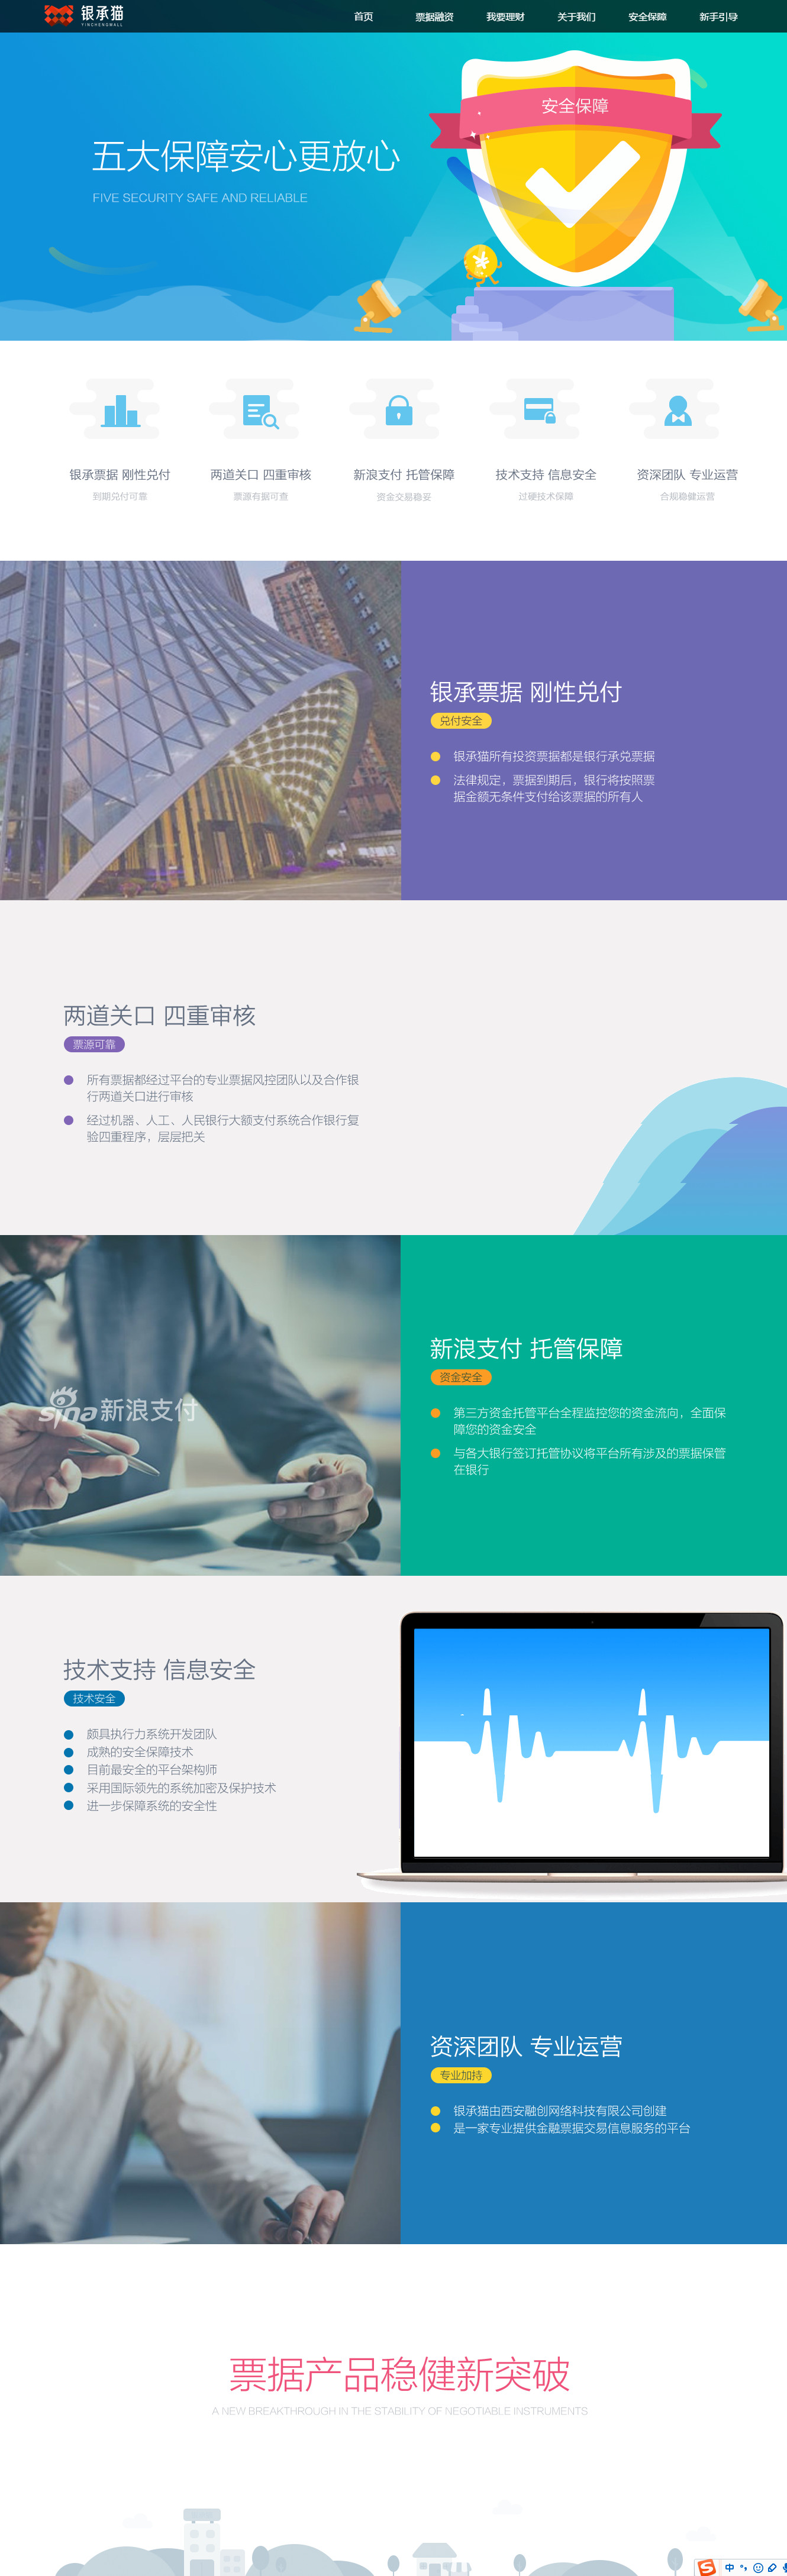 银承猫
YINCHENGMALL
首页
票据融资
我要理财
关于我们
安全保障
新手引导
安全保障
五大保障安心更放心
FIVE SECURITY SAFE AND RELIABLE
银承票据 刚性兑付
两道关口 四重审核
新浪支付 托管保障
技术支持 信息安全
资深团队 专业运营
到期兑付可靠
票源有据可查
资金交易稳妥
过硬技术保障
合规稳健运营
银承票据 刚性兑付
兑付安全
银承猫所有投资票据都是银行承兑票据
法律规定，票据到期后，银行将按照票
据金额无条件支付给该票据的所有人
两道关口 四重审核
票源可靠
所有票据都经过平台的专业票据风控团队以及合作银
行两道关口进行审核
经过机器、人工、人民银行大额支付系统合作银行复
验四重程序，层层把关
sina新浪支付
新浪支付 托管保障
资金安全
第三方资金托管平台全程监控您的资金流向，全面保
障您的资金安全
与各大银行签订托管协议将平台所有涉及的票据保管
在银行
技术支持 信息安全
技术安全
颇具执行力系统开发团队
成熟的安全保障技术
目前最安全的平台架构师
采用国际领先的系统加密及保护技术
进一步保障系统的安全性
资深团队 专业运营
专业加持
银承猫由西安融创网络科技有限公司创建
是一家专业提供金融票据交易信息服务的平台
票据产品稳健新突破
A NEW BREAKTHROUGH IN THE STABILITY OF NEGOTIABLE INSTRUMENTS
中